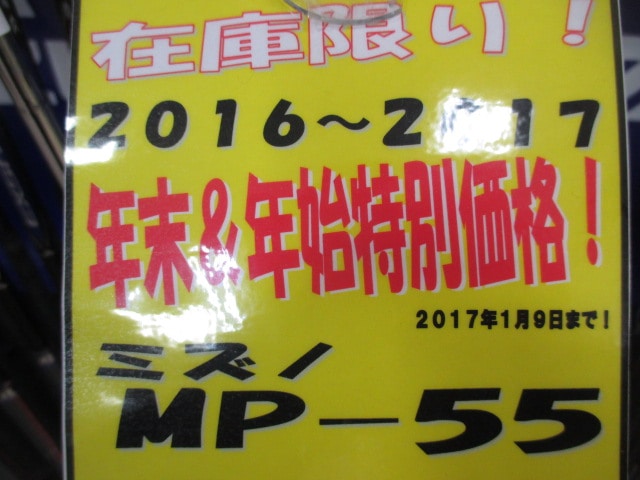 在庫限り！
2016～2017
年末&年始特別価格！
2017年1月9日まで！
ミズノ
MP－55